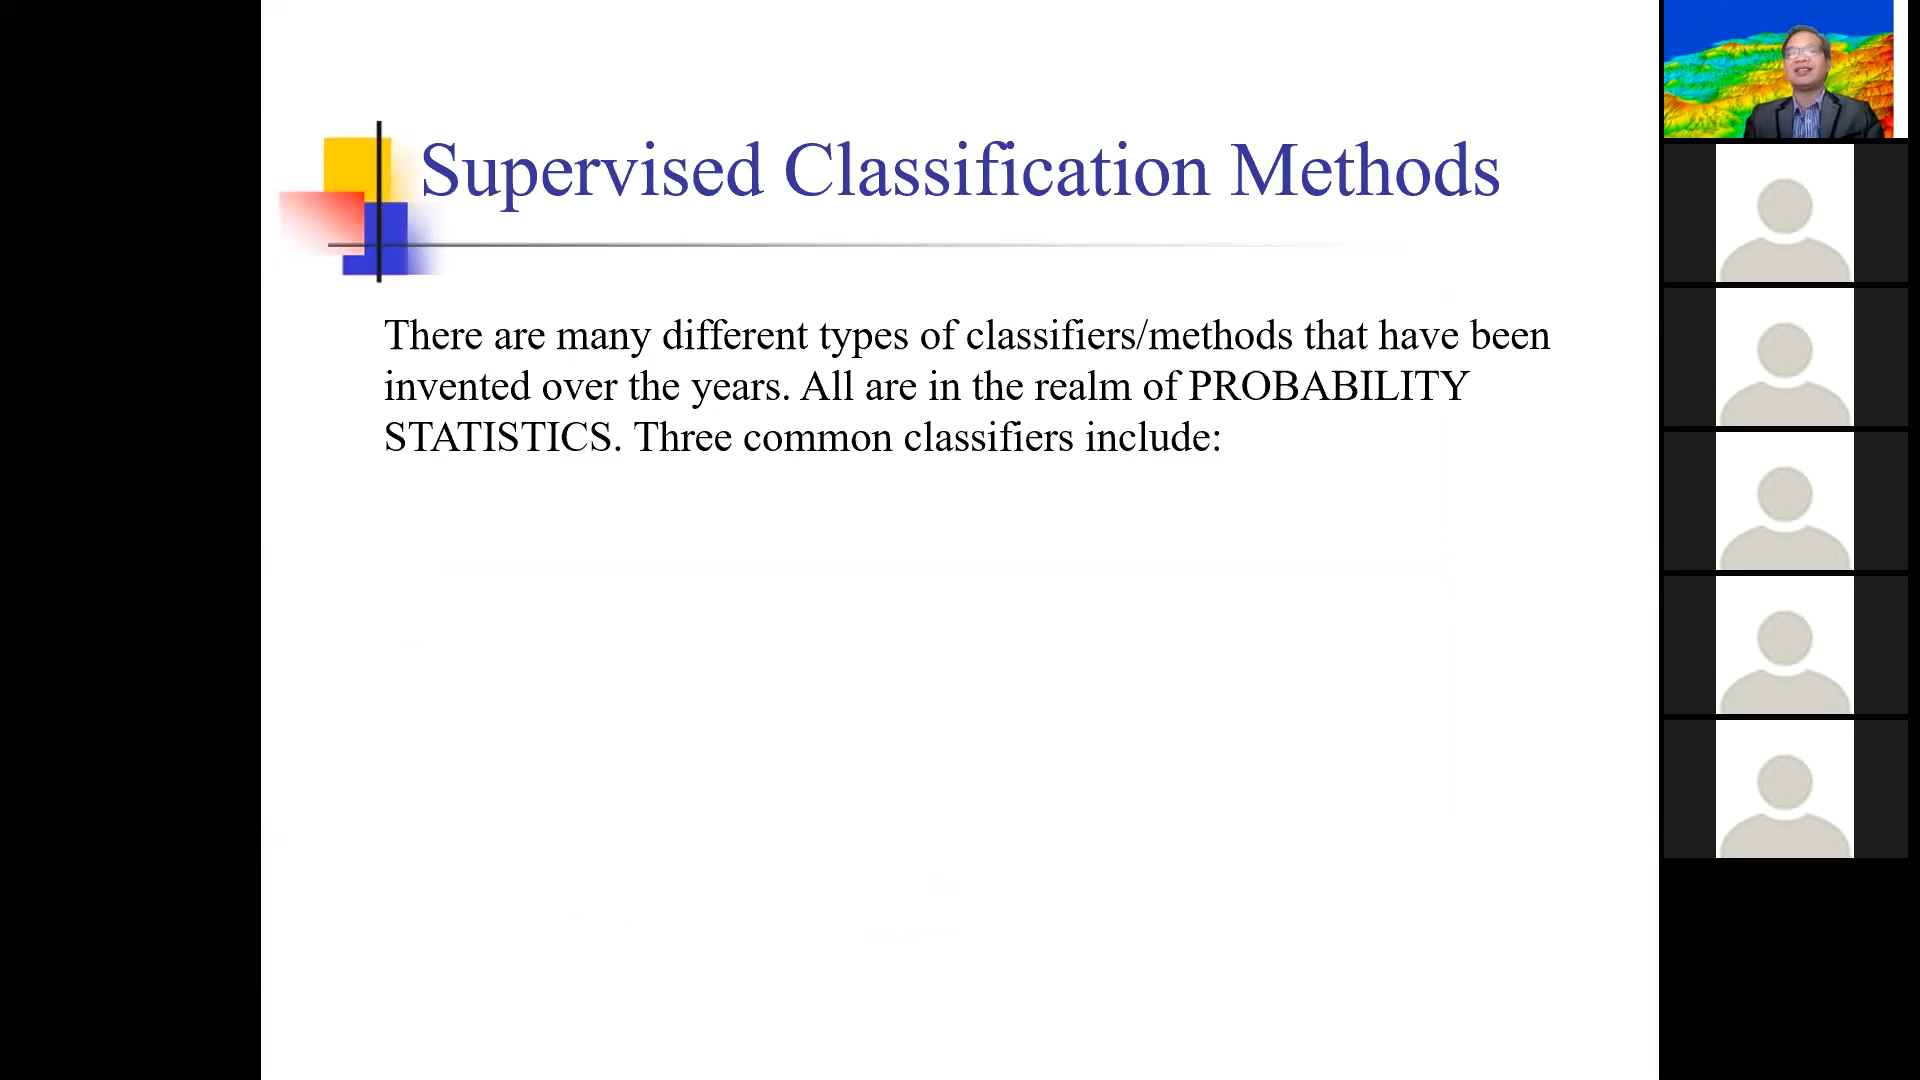 Supervised Classification Methods
There are many different types of classifiers/methods that have been
invented over the years. All are in the realm of PROBABILITY
STATISTICS. Three common classifiers include: